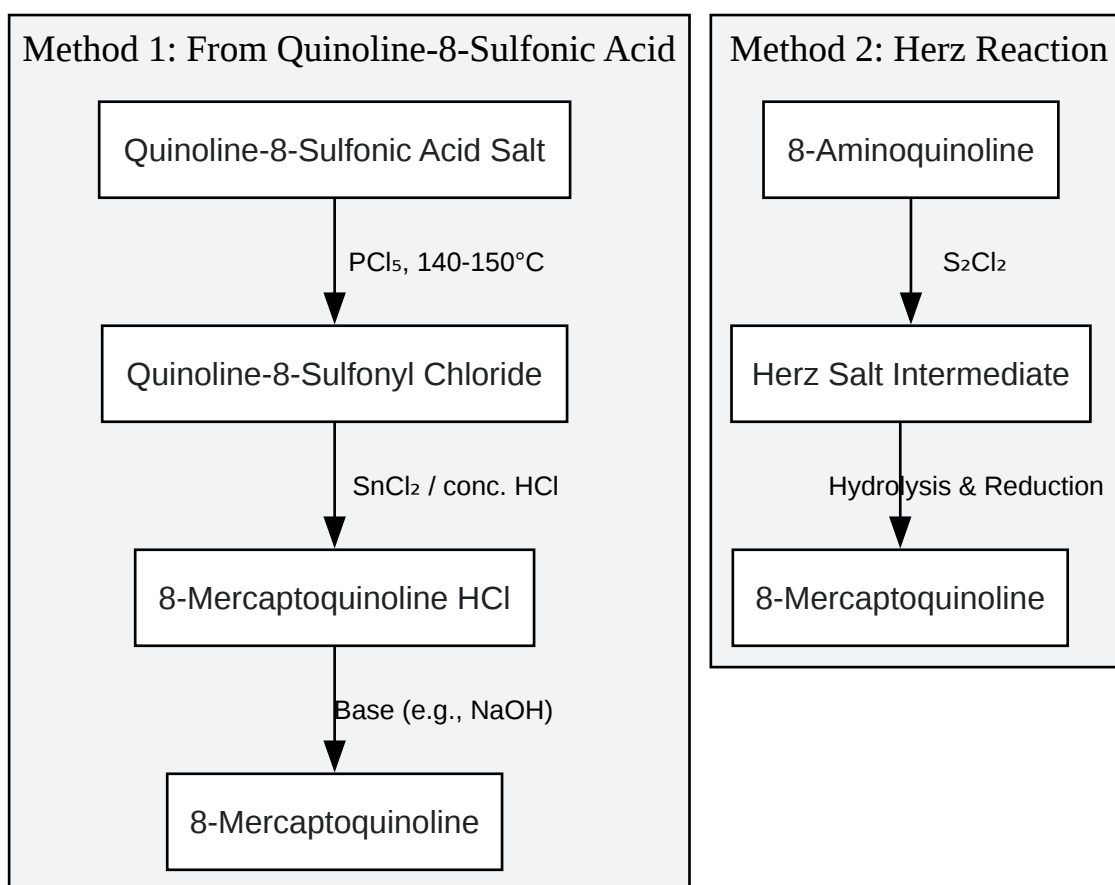 Method 1: From Quinoline-8-Sulfonic Acid
Quinoline-8-Sulfonic Acid Salt
PCl₅, 140-150°C
Quinoline-8-Sulfonyl Chloride
SnCl₂ / conc. HCl
8-Mercaptoquinoline HCl
Base (e.g., NaOH)
8-Mercaptoquinoline
Method 2: Herz Reaction
8-Aminoquinoline
S₂Cl₂
Herz Salt Intermediate
Hydrolysis & Reduction
8-Mercaptoquinoline